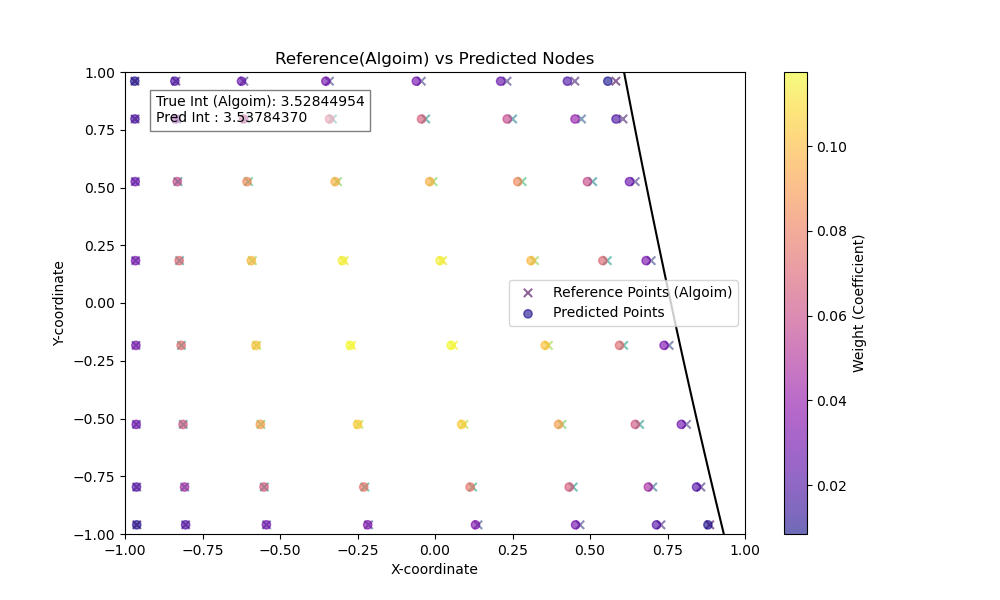 Reference(Algoim) vs Predicted Nodes
True Int (Algoim): 3.52844954
Pred Int : 3.53784370
Reference Points (Algoim)
Predicted Points
Y-coordinate
1.00
0.75
0.50
0.25
0.00
−0.25
−0.50
−0.75
−1.00
−1.00 −0.75 −0.50 −0.25 0.00 0.25 0.50 0.75 1.00
X-coordinate
0.10
0.08
0.06
0.04
0.02
Weight (Coefficient)